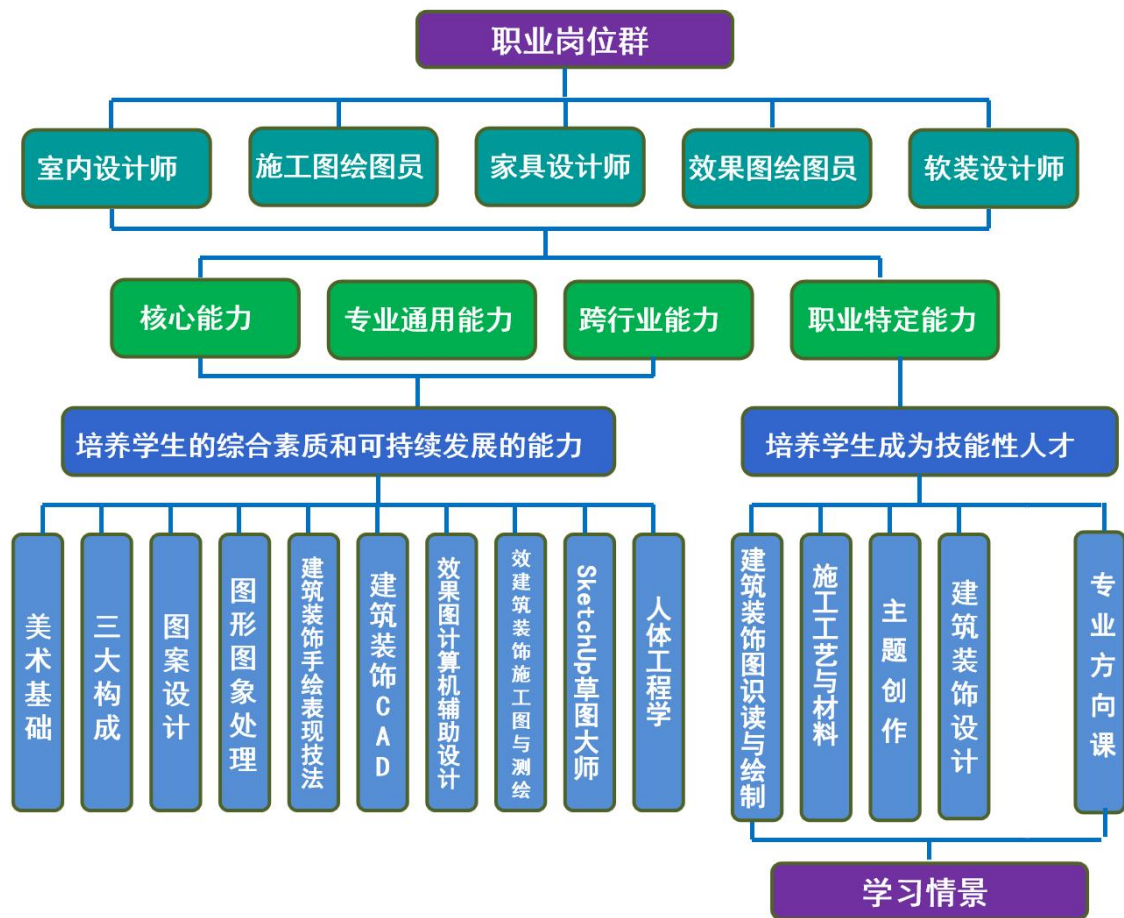 职业岗位群
室内设计师
施工图绘图员
家具设计师
效果图绘图员
软装设计师
核心能力
专业通用能力
跨行业能力
职业特定能力
培养学生的综合素质和可持续发展的能力
培养学生成为技能性人才
美术基础
三大构成
图案设计
图形图象处理
建筑装饰手绘表现技法
建筑装饰CAD
效果图计算机辅助设计
效建筑装饰施工图与测绘
SketchUp草图大师
人体工程学
建筑装饰图识读与绘制
施工工艺与材料
主题创作
建筑装饰设计
专业方向课
学习情景